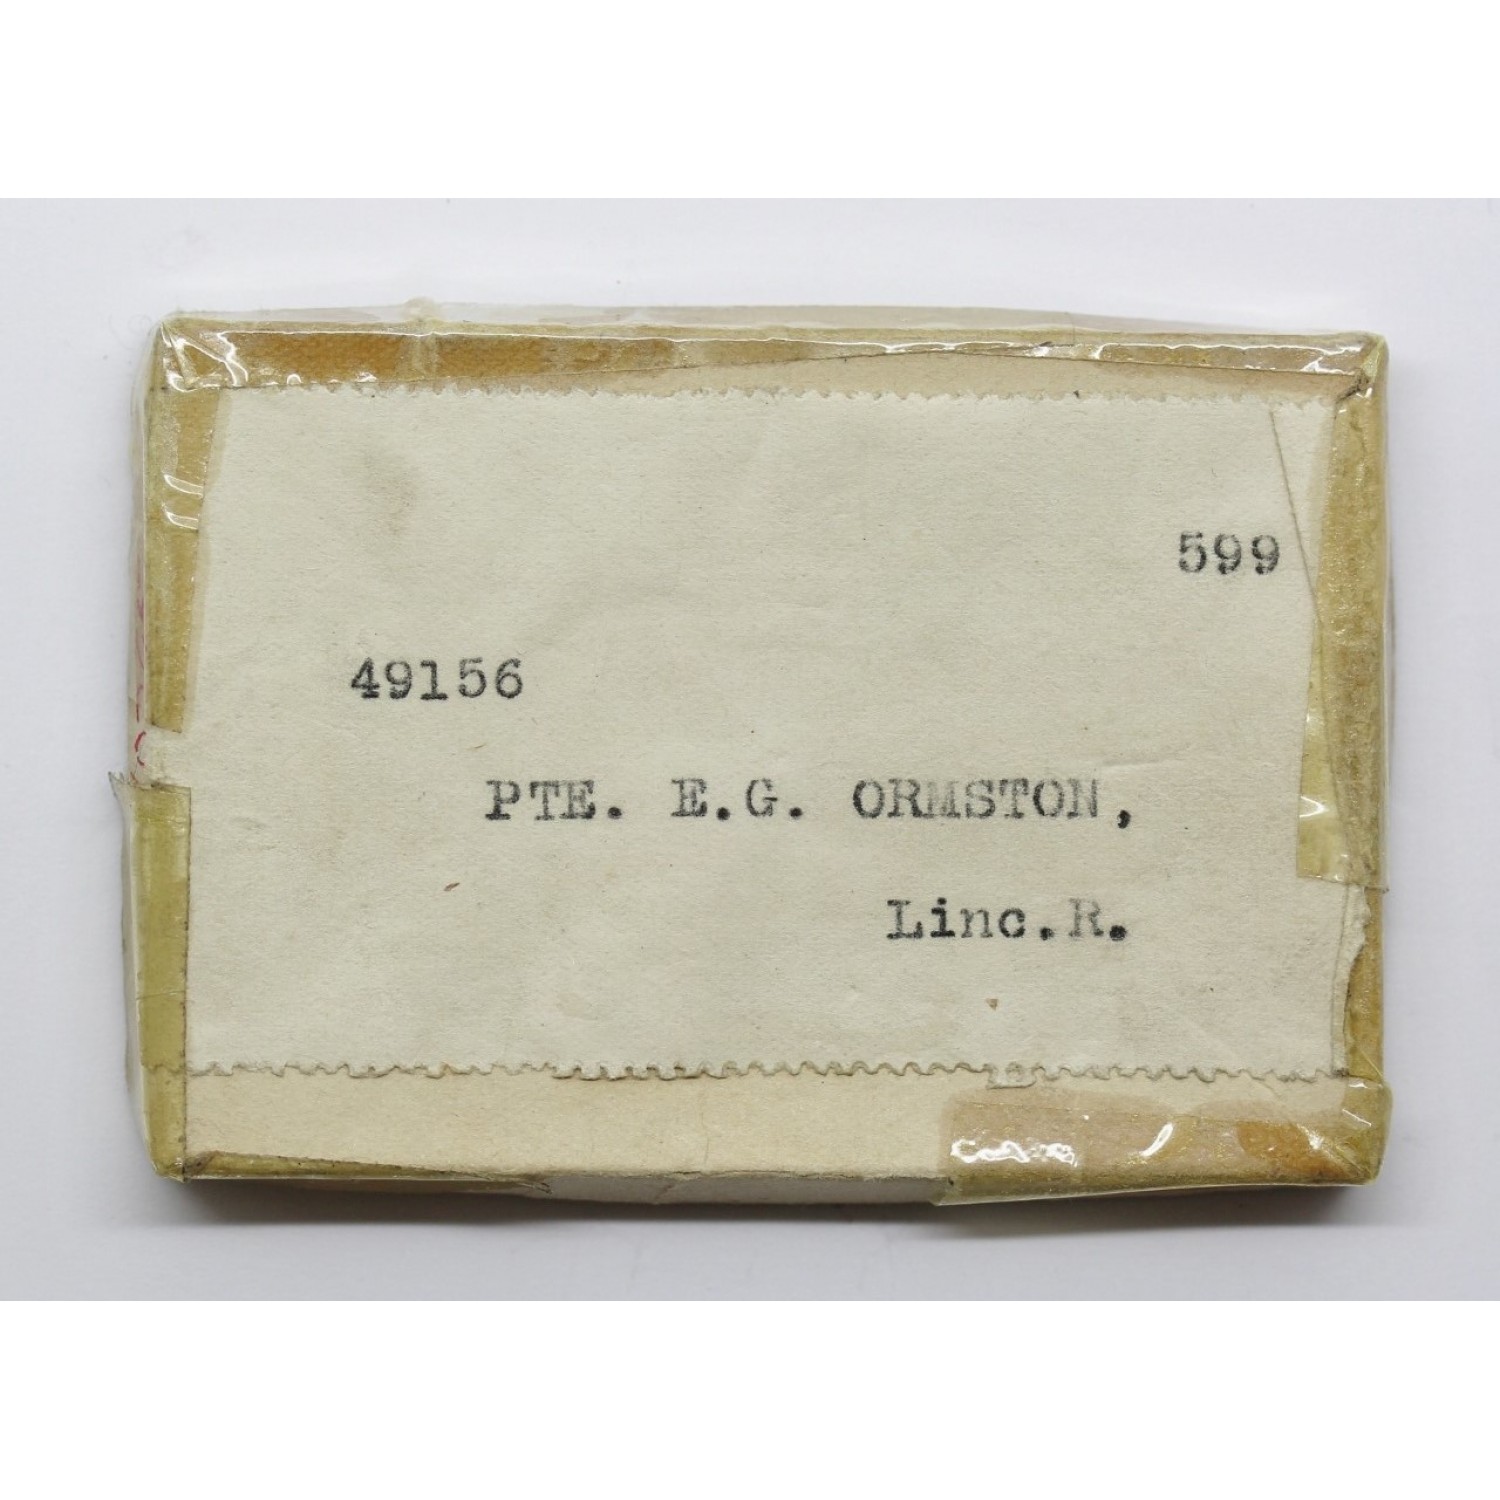 599
49156
PTE. E.G. ORMSTON,
Linc.R.